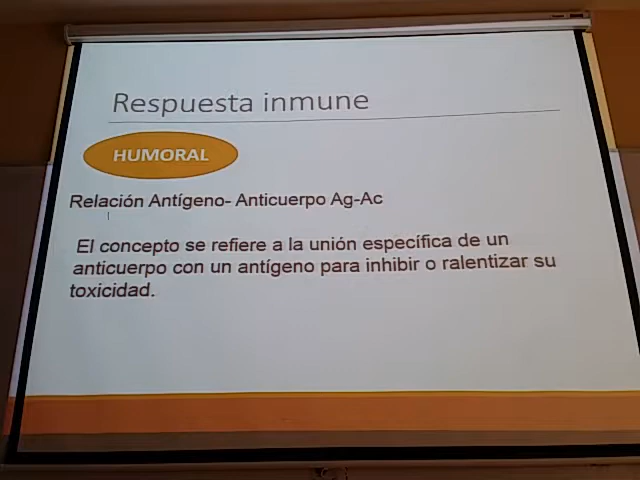 Respuesta inmune
HUMORAL
Relación Antígeno- Anticuerpo Ag-Ac
El concepto se refiere a la unión específica de un
anticuerpo con un antígeno para inhibir o ralentizar su
toxicidad.